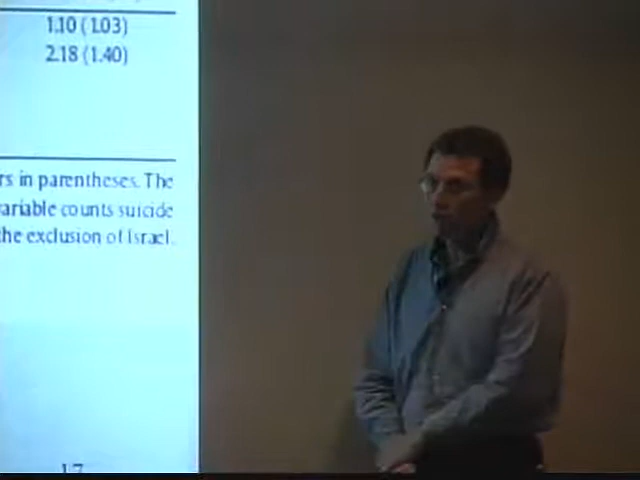 1.10 (1.03)
2.18 (1.40)
rs in parentheses. The
ariable counts suicide
the exclusion of Israel.
17